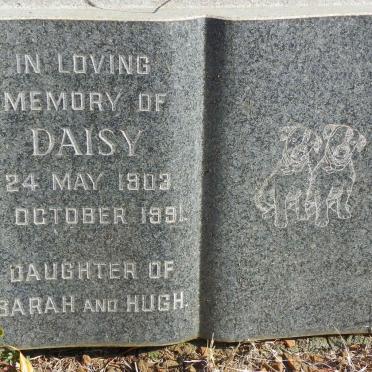 IN LOVING
MEMORY OF
DAISY
24 MAY 1903
OCTOBER 1991.
DAUGHTER OF
SARAH AND HUGH.